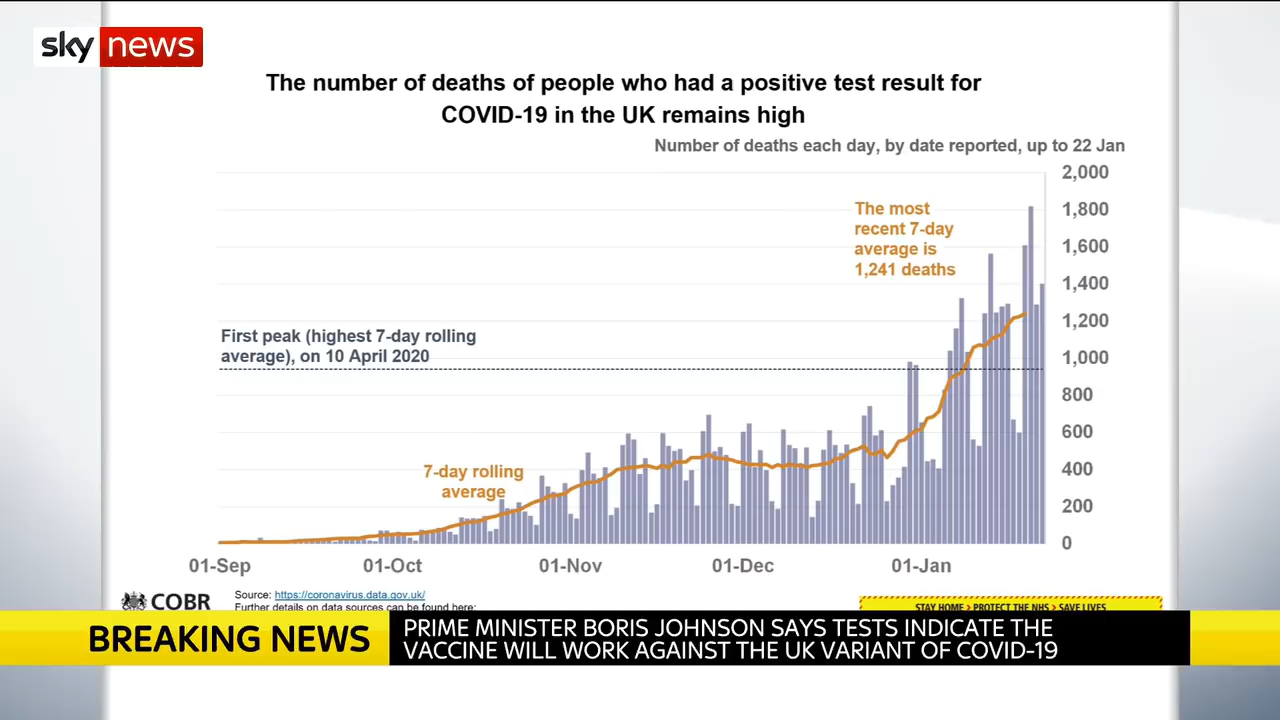 sky news
The number of deaths of people who had a positive test result for
COVID-19 in the UK remains high
Number of deaths each day, by date reported, up to 22 Jan
2,000
1,800
1,600
1,400
1,200
1,000
800
600
400
200
0
The most
recent 7-day
average is
1,241 deaths
First peak (highest 7-day rolling
average), on 10 April 2020
7-day rolling
average
01-Sep
01-Oct
01-Nov
01-Dec
01-Jan
COBR
Source: https://coronavirus.data.gov.uk/
Further details on data sources can be found here:
STAY HOME > PROTECT THE NHS > SAVE LIVES
BREAKING NEWS
PRIME MINISTER BORIS JOHNSON SAYS TESTS INDICATE THE
VACCINE WILL WORK AGAINST THE UK VARIANT OF COVID-19